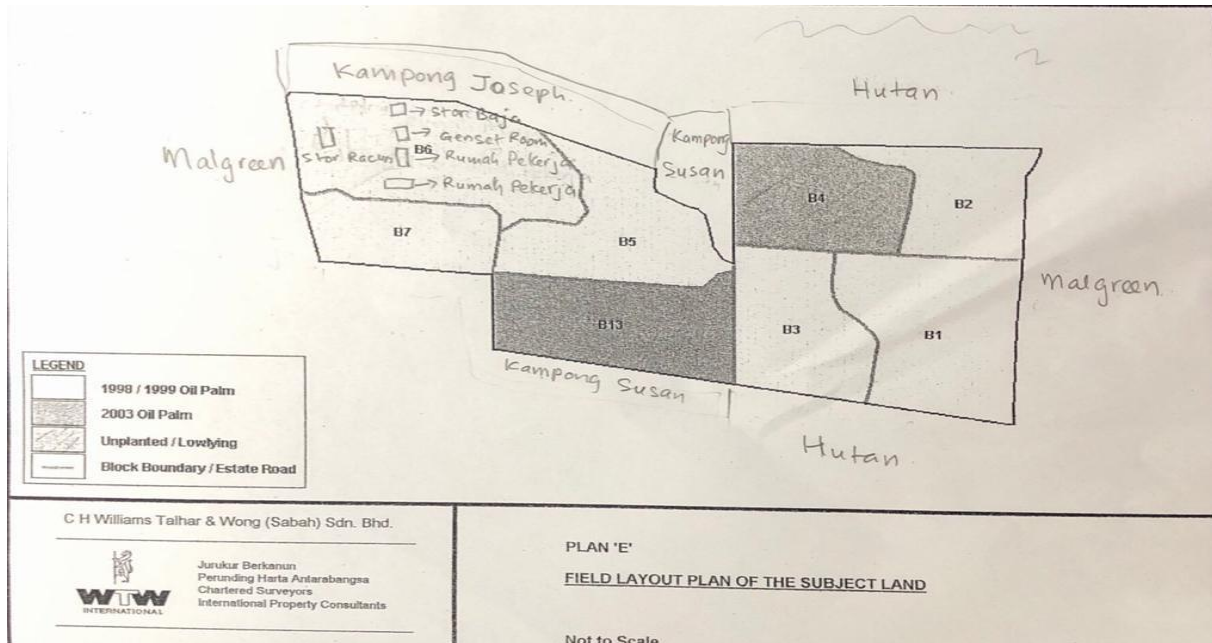 Kampong Joseph.
Hutan
→ Stor Baja
→ Genset Room
Kampong
Susan
Malgreen
Stor Racun
B6
→ Rumah Pekerja
→ Rumah Pekerja
B4
B2
B7
B5
Malgreen.
B13
B3
B1
Kampong Susan
Hutan
LEGEND
1998 / 1999 Oil Palm
2003 Oil Palm
Unplanted / Lowlying
Block Boundary / Estate Road
C H Williams Talhar & Wong (Sabah) Sdn. Bhd.
WTW
INTERNATIONAL
Jurukur Berkanun
Perunding Harta Antarabangsa
Chartered Surveyors
International Property Consultants
PLAN 'E'
FIELD LAYOUT PLAN OF THE SUBJECT LAND
Not to Scale